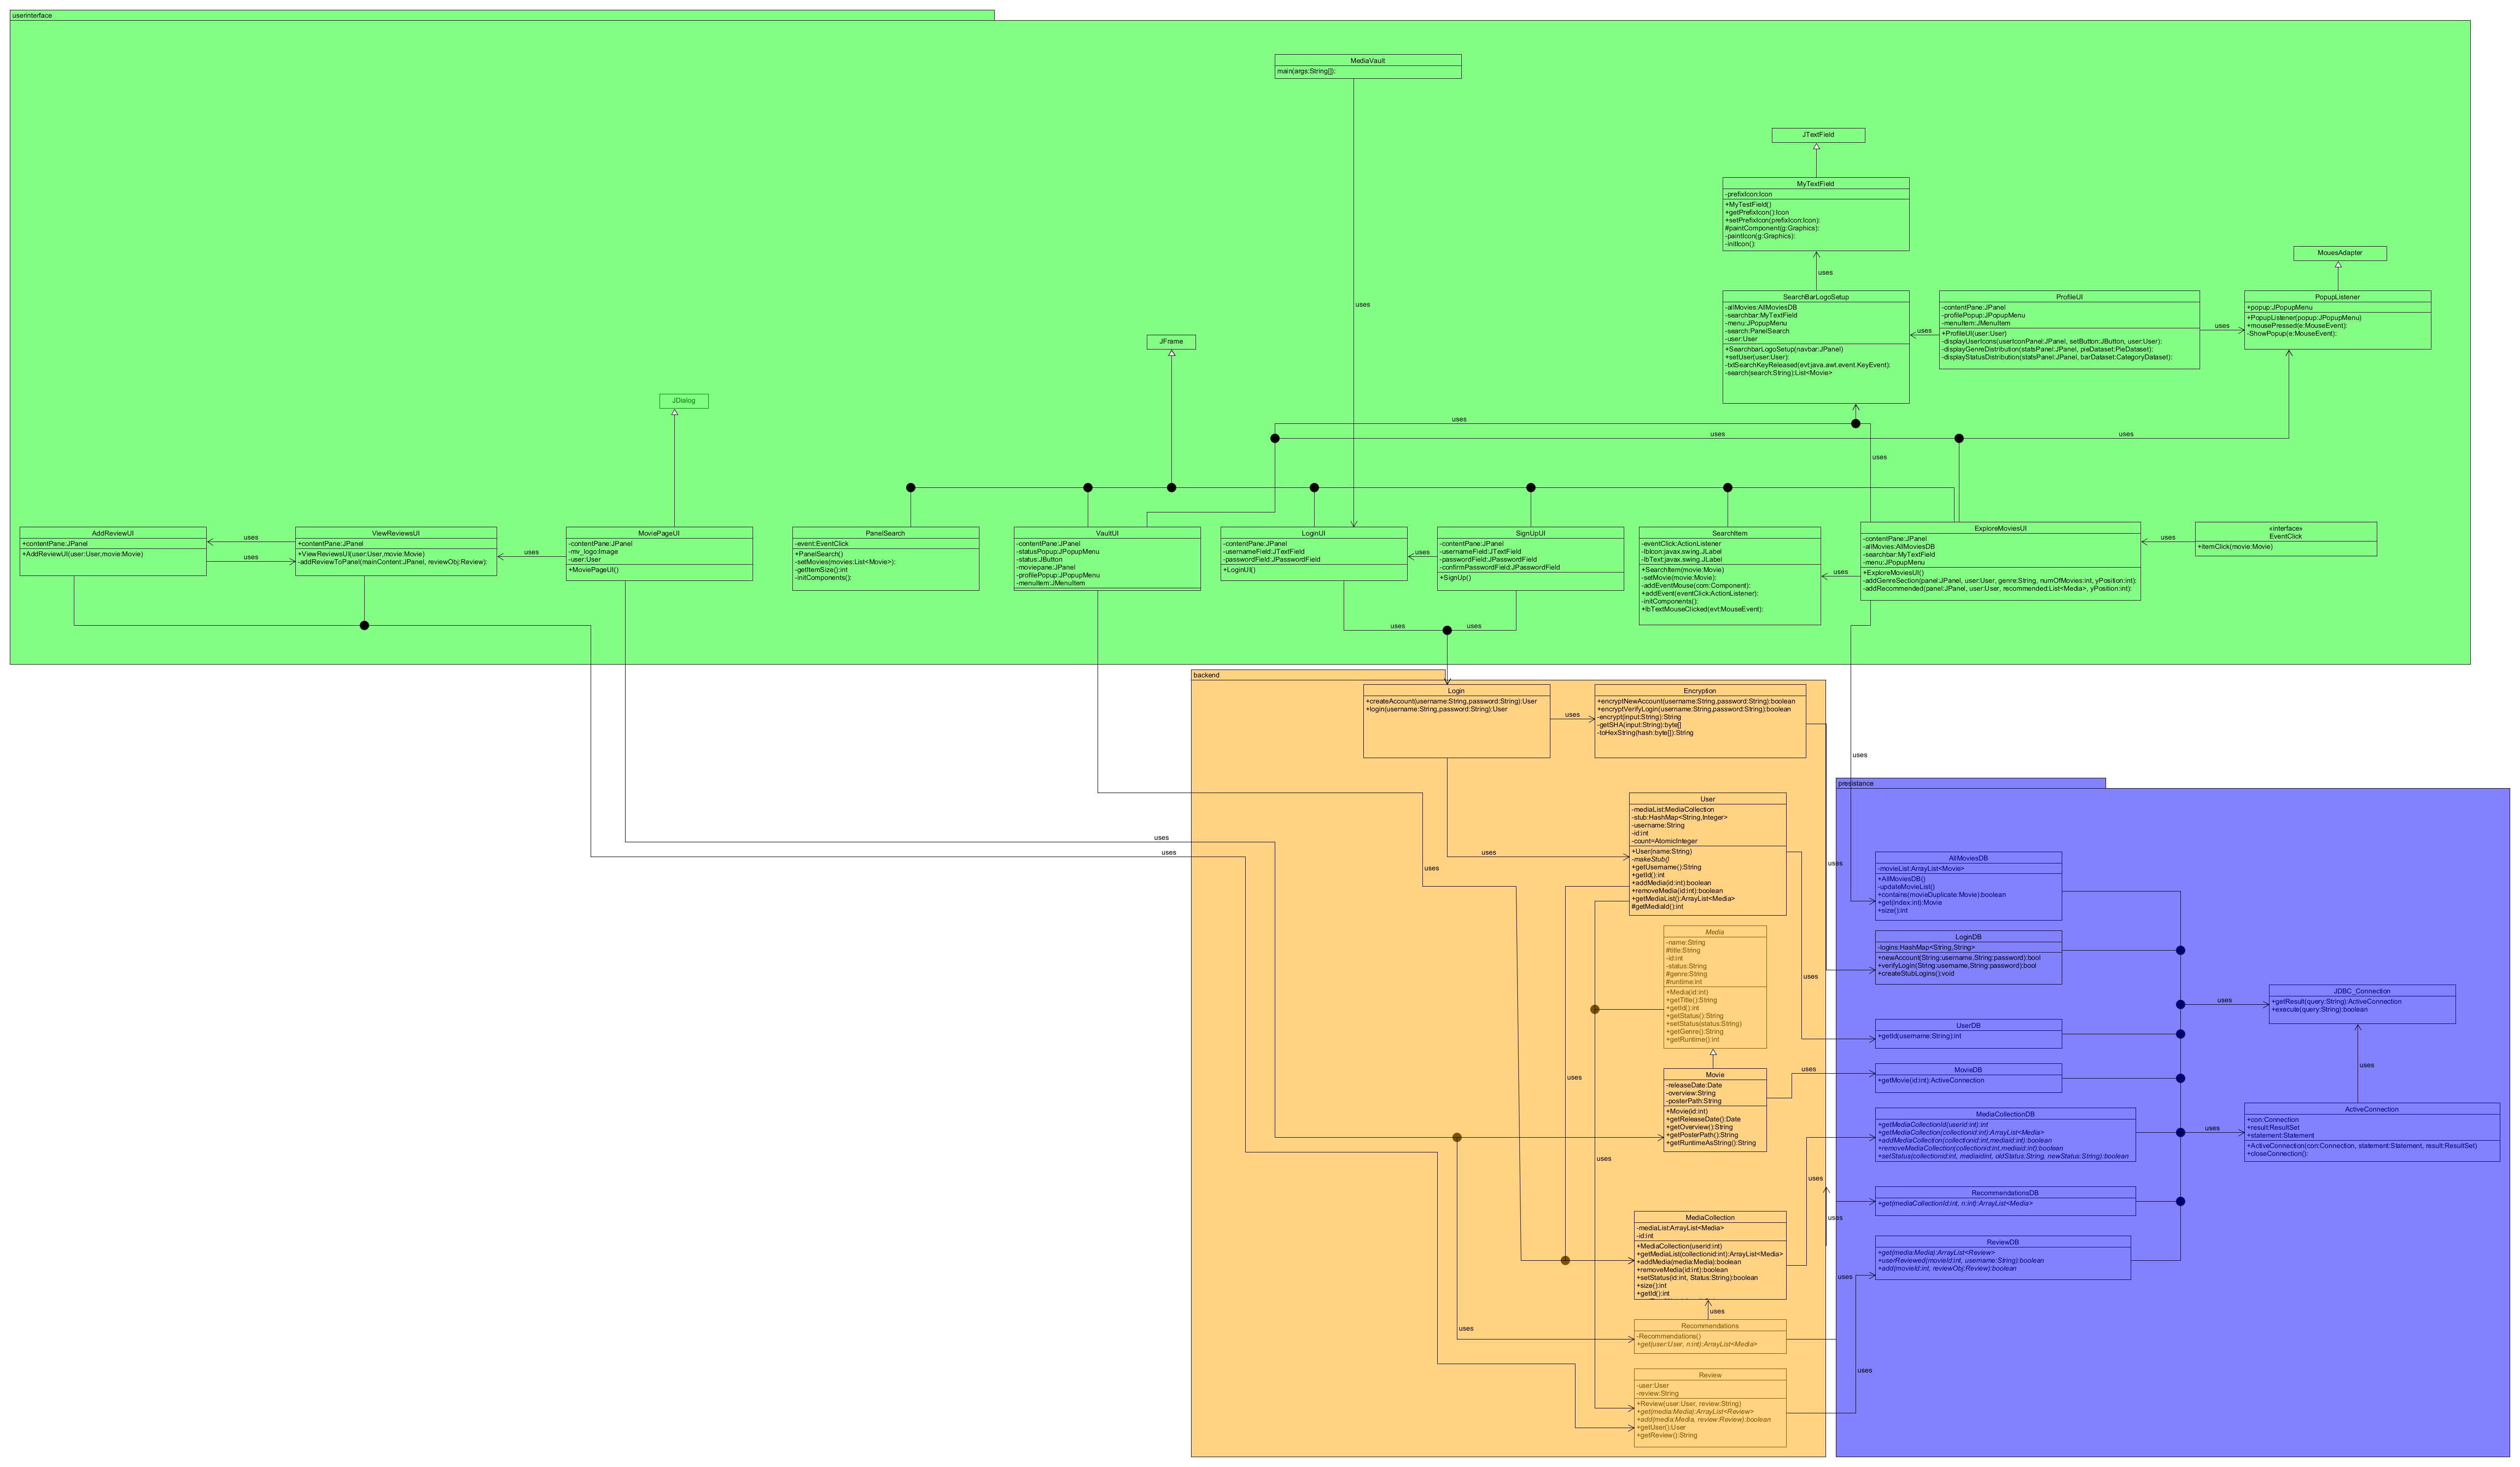 userinterface
MediaVault
main(args:String[]):
uses
JTextField
MyTextField
-prefixIcon:Icon
+MyTestField()
+getPrefixIcon():Icon
+setPrefixIcon(prefixIcon:Icon):
#paintComponent(g:Graphics):
-paintIcon(g:Graphics):
-initIcon():
uses
MouesAdapter
SearchBarLogoSetup
-allMovies:AllMoviesDB
-searchbar:MyTextField
-menu:JPopupMenu
-search:PanelSearch
-user:User
+SearchbarLogoSetup(navbar:JPanel)
+setUser(user:User):
-txtSearchKeyReleased(evt:java.awt.event.KeyEvent):
-search(search:String):List<Movie>
uses
ProfileUI
-contentPane:JPanel
-profilePopup:JPopupMenu
-menuItem:JMenuItem
+ProfileUI(user:User)
-displayUserIcons(userIconPanel:JPanel, setButton:JButton, user:User):
-displayGenreDistribution(statsPanel:JPanel, pieDataset:PieDataset):
-displayStatusDistribution(statsPanel:JPanel, barDataset:CategoryDataset):
uses
PopupListener
+popup:JPopupMenu
+PopupListener(popup:JPopupMenu)
+mousePressed(e:MouseEvent):
-ShowPopup(e:MouseEvent):
JFrame
JDialog
uses
uses
uses
uses
AddReviewUI
+contentPane:JPanel
+AddReviewUI(user:User,movie:Movie)
uses
uses
ViewReviewsUI
+contentPane:JPanel
+ViewReviewsUI(user:User,movie:Movie)
-addReviewToPanel(mainContent:JPanel, reviewObj:Review):
uses
MoviePageUI
-contentPane:JPanel
-mv_logo:Image
-user:User
+MoviePageUI()
PanelSearch
-event:EventClick
+PanelSearch()
-setMovies(movies:List<Movie>):
-getItemSize():int
-initComponents():
VaultUI
-contentPane:JPanel
-statusPopup:JPopupMenu
-status:JButton
-moviepane:JPanel
-profilePopup:JPopupMenu
-menuItem:JMenuItem
LoginUI
-contentPane:JPanel
-usernameField:JTextField
-passwordField:JPasswordField
+LoginUI()
uses
SignUpUI
-contentPane:JPanel
-usernameField:JTextField
-passwordField:JPasswordField
-confirmPasswordField:JPasswordField
+SignUp()
SearchItem
-eventClick:ActionListener
-lbIcon:javax.swing.JLabel
-lbText:javax.swing.JLabel
+SearchItem(movie:Movie)
-setMovie(movie:Movie):
-addEventMouse(com:Component):
+addEvent(eventClick:ActionListener):
-initComponents():
+lbTextMouseClicked(evt:MouseEvent):
uses
ExploreMoviesUI
-contentPane:JPanel
-allMovies:AllMoviesDB
-searchbar:MyTextField
-menu:JPopupMenu
+ExploreMoviesUI()
-addGenreSection(panel:JPanel, user:User, genre:String, numOfMovies:int, yPosition:int):
-addRecommended(panel:JPanel, user:User, recommended:List<Media>, yPosition:int):
uses
«interface»
EventClick
+itemClick(movie:Movie)
uses
uses
backend
Login
+createAccount(username:String,password:String):User
+login(username:String,password:String):User
uses
Encryption
+encryptNewAccount(username:String,password:String):boolean
+encryptVerifyLogin(username:String,password:String):boolean
-encrypt(input:String):String
-getSHA(input:String):byte[]
-toHexString(hash:byte[]):String
uses
presistance
User
-mediaList:MediaCollection
-stub:HashMap<String,Integer>
-username:String
-id:int
-count=AtomicInteger
+User(name:String)
-makeStub()
+getUsername():String
+getId():int
+addMedia(id:int):boolean
+removeMedia(id:int):boolean
+getMediaList():ArrayList<Media>
#getMediaId():int
uses
uses
uses
uses
uses
AllMoviesDB
-movieList:ArrayList<Movie>
+AllMoviesDB()
-updateMovieList()
+contains(movieDuplicate:Movie):boolean
+get(index:int):Movie
+size():int
Media
-name:String
#title:String
-id:int
-status:String
#genre:String
#runtime:int
+Media(id:int)
+getTitle():String
+getId():int
+getStatus():String
+setStatus(status:String)
+getGenre():String
+getRuntime():int
uses
LoginDB
-logins:HashMap<String,String>
+newAccount(String:username,String:password):bool
+verifyLogin(String:username,String:password):bool
+createStubLogins():void
UserDB
+getId(username:String):int
uses
JDBC_Connection
+getResult(query:String):ActiveConnection
+execute(query:String):boolean
uses
Movie
-releaseDate:Date
-overview:String
-posterPath:String
+Movie(id:int)
+getReleaseDate():Date
+getOverview():String
+getPosterPath():String
+getRuntimeAsString():String
uses
uses
uses
MovieDB
+getMovie(id:int):ActiveConnection
MediaCollectionDB
+getMediaCollectionId(userid:int):int
+getMediaCollection(collectionid:int):ArrayList<Media>
+addMediaCollection(collectionid:int,mediaid:int):boolean
+removeMediaCollection(collectionid:int,mediaid:int):boolean
+setStatus(collectionid:int, mediaidint, oldStatus:String, newStatus:String):boolean
uses
ActiveConnection
+con:Connection
+result:ResultSet
+statement:Statement
+ActiveConnection(con:Connection, statement:Statement, result:ResultSet)
+closeConnection():
uses
RecommendationsDB
+get(mediaCollectionId:int, n:int):ArrayList<Media>
MediaCollection
-mediaList:ArrayList<Media>
-id:int
+MediaCollection(userid:int)
+getMediaList(collectionid:int):ArrayList<Media>
+addMedia(media:Media):boolean
+removeMedia(id:int):boolean
+setStatus(id:int, Status:String):boolean
+size():int
+getId():int
uses
uses
ReviewDB
+get(media:Media):ArrayList<Review>
+userReviewed(movieId:int, username:String):boolean
+add(movieId:int, reviewObj:Review):boolean
uses
uses
Recommendations
-Recommendations()
+get(user:User, n:int):ArrayList<Media>
uses
Review
-user:User
-review:String
+Review(user:User, review:String)
+get(media:Media):ArrayList<Review>
+add(media:Media, review:Review):boolean
+getUser():User
+getReview():String
uses